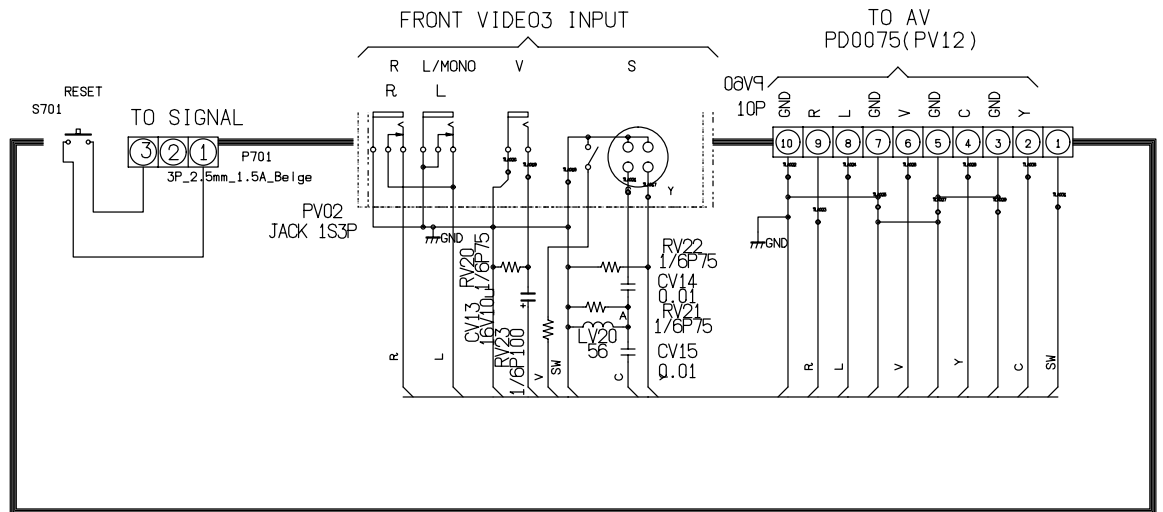 FRONT VIDEO3 INPUT
TO AV
PD0075(PV12)
R L/MONO V S
R L
RESET
S701
TO SIGNAL
3 2 1
P701
3P_2.5mm_1.5A_Beige
PV02
JACK 1S3P
PV90
10P
GND R L GND V GND C GND Y
10 9 8 7 6 5 4 3 2 1
Y
GND
GND
RV20
1/6P75
CV13
16V10U
RV23
1/6P100
RV22
1/6P75
CV14
0.01
RV21
1/6P75
A
LV20
56
CV15
0.01
R L V SW C Y
R L V Y C SW